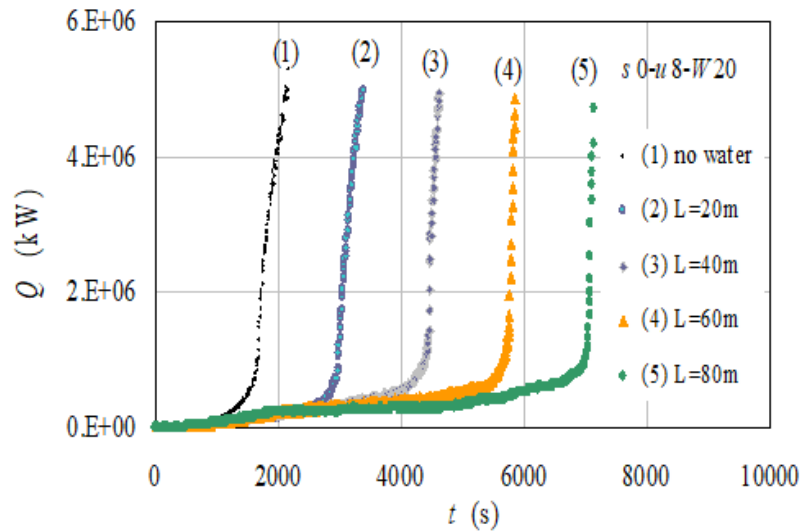 6.E+06
4.E+06
2.E+06
0.E+00
Q (kW)
(1)
(2)
(3)
(4)
(5)
s 0-u 8-W20
(1) no water
(2) L=20m
(3) L=40m
(4) L=60m
(5) L=80m
0
2000
4000
6000
8000
10000
t (s)